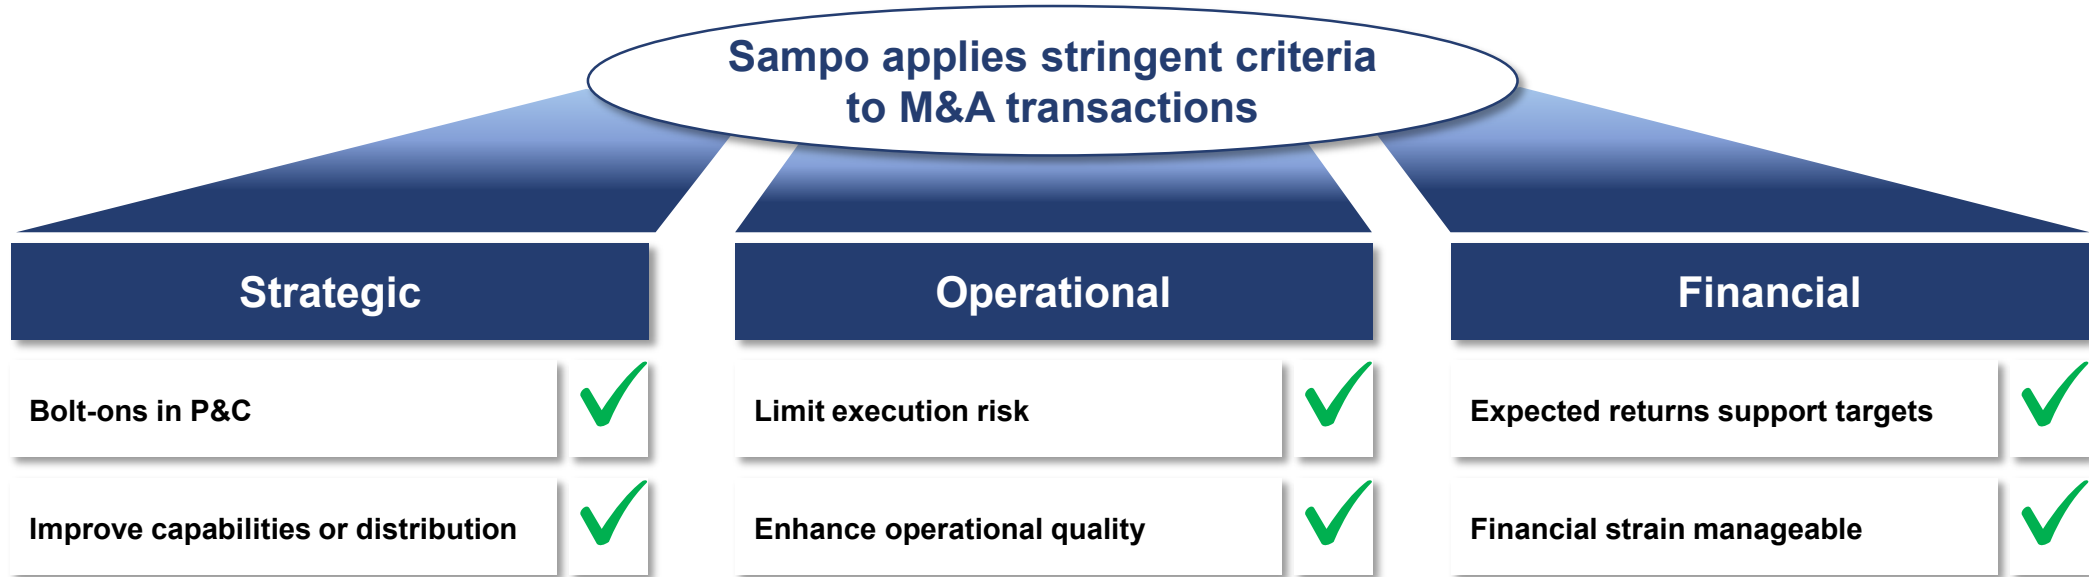 Sampo applies stringent criteria
to M&A transactions
Strategic
Bolt-ons in P&C
Improve capabilities or distribution
Operational
Limit execution risk
Enhance operational quality
Financial
Expected returns support targets
Financial strain manageable